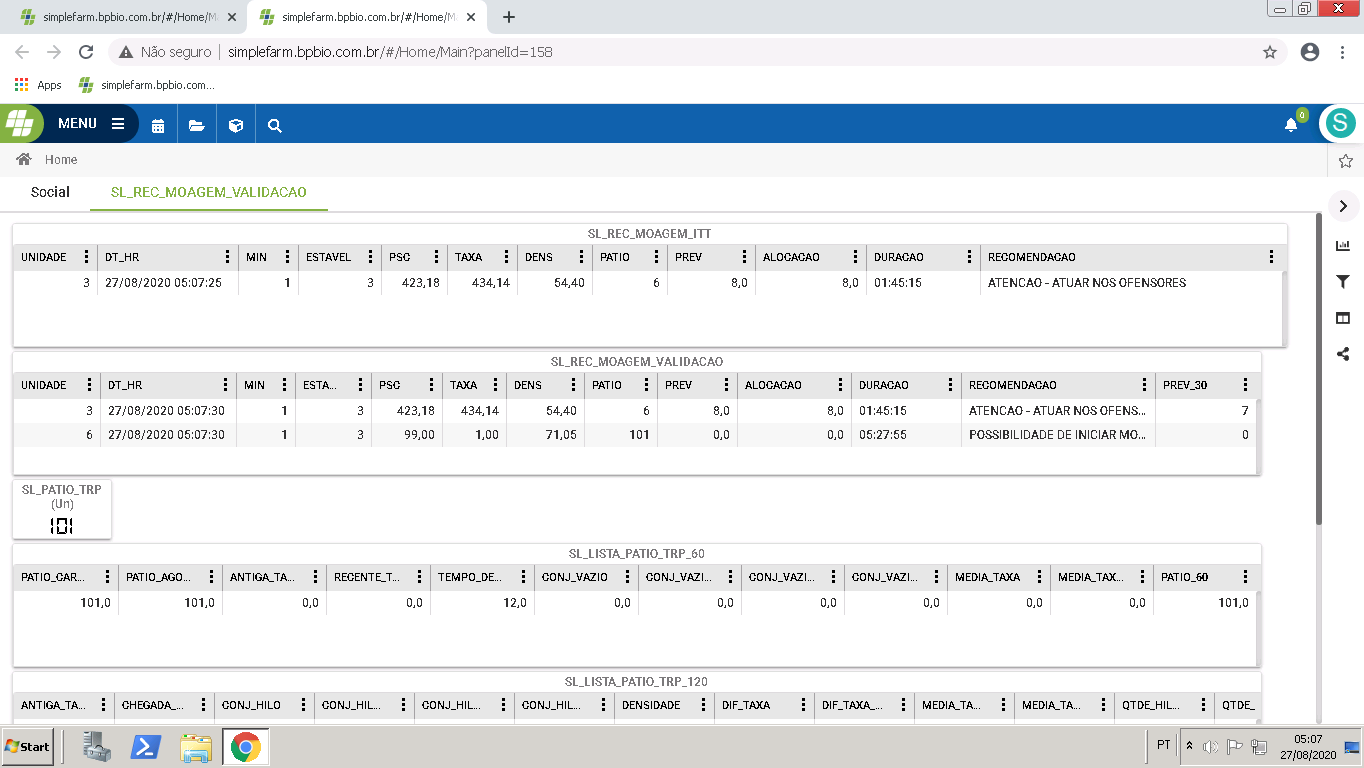 simplefarm.bpbio.com.br/#/Home/M
simplefarm.bpbio.com.br/#/Home/M
Não seguro | simplefarm.bpbio.com.br/#/Home/Main?panelId=158
Apps simplefarm.bpbio.com...
MENU 0 S
Home
Social SL_REC_MOAGEM_VALIDACAO
SL_REC_MOAGEM_ITT
UNIDADE DT_HR MIN ESTAVEL PSC TAXA DENS PATIO PREV ALOCACAO DURACAO RECOMENDACAO
3 27/08/2020 05:07:25 1 3 423,18 434,14 54,40 6 8,0 8,0 01:45:15 ATENCAO - ATUAR NOS OFENSORES
SL_REC_MOAGEM_VALIDACAO
UNIDADE DT_HR MIN ESTA... PSC TAXA DENS PATIO PREV ALOCACAO DURACAO RECOMENDACAO PREV_30
3 27/08/2020 05:07:30 1 3 423,18 434,14 54,40 6 8,0 8,0 01:45:15 ATENCAO - ATUAR NOS OFENS... 7
6 27/08/2020 05:07:30 1 3 99,00 1,00 71,05 101 0,0 0,0 05:27:55 POSSIBILIDADE DE INICIAR MO... 0
SL_PATIO_TRP
(Un)
101
SL_LISTA_PATIO_TRP_60
PATIO_CAR... PATIO_AGO... ANTIGA_TA... RECENTE_T... TEMPO_DE... CONJ_VAZIO CONJ_VAZI... CONJ_VAZI... CONJ_VAZI... MEDIA_TAXA MEDIA_TAX... PATIO_60
101,0 101,0 0,0 0,0 12,0 0,0 0,0 0,0 0,0 0,0 0,0 101,0
SL_LISTA_PATIO_TRP_120
ANTIGA_TA... CHEGADA_... CONJ_HILO CONJ_HIL... CONJ_HIL... CONJ_HIL... DENSIDADE DIF_TAXA DIF_TAXA_... MEDIA_TA... MEDIA_TA... QTDE_HIL... QTDE_
Start PT 05:07
27/08/2020